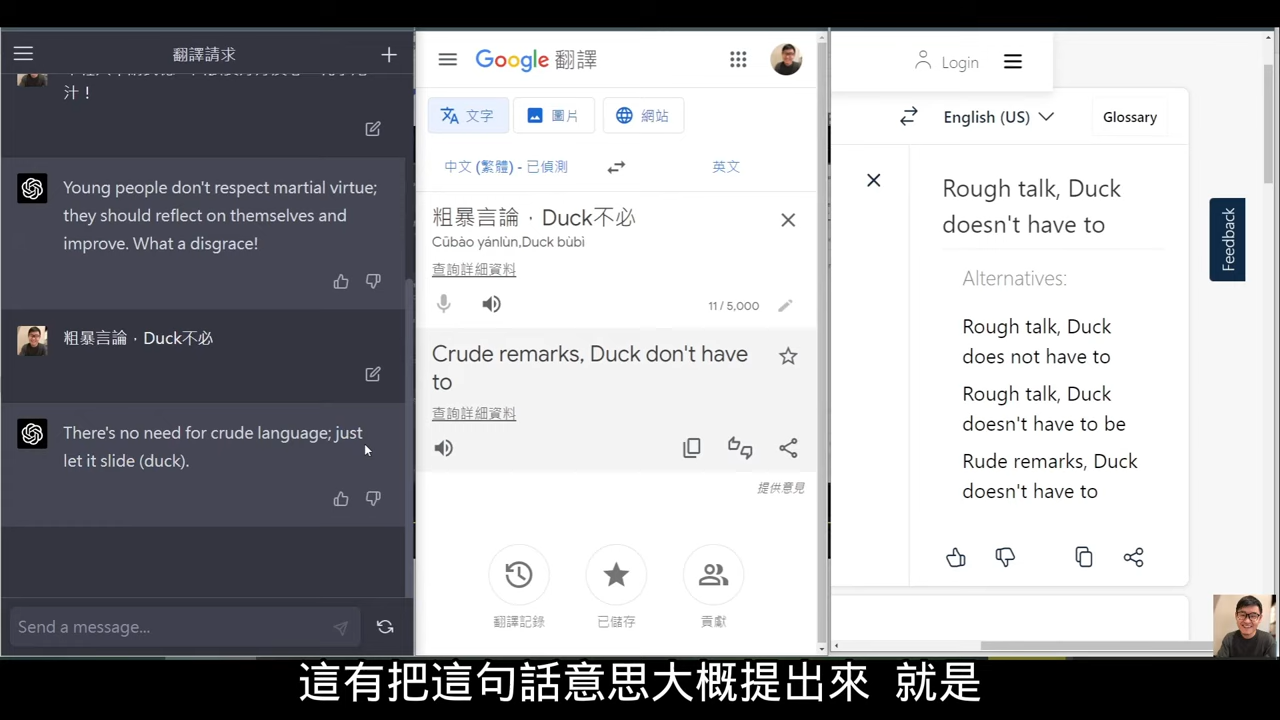 翻譯請求
汁！
Young people don't respect martial virtue;
they should reflect on themselves and
improve. What a disgrace!
粗暴言論，Duck不必
There's no need for crude language; just
let it slide (duck).
Send a message...
Google 翻譯
文字
圖片
網站
中文 (繁體) - 已偵測
英文
粗暴言論，Duck不必
Cūbào yánlùn,Duck bùbì
查詢詳細資料
11 / 5,000
Crude remarks, Duck don't have
to
查詢詳細資料
提供意見
翻譯記錄
已儲存
貢獻
Login
English (US)
Glossary
Rough talk, Duck
doesn't have to
Alternatives:
Rough talk, Duck
does not have to
Rough talk, Duck
doesn't have to be
Rude remarks, Duck
doesn't have to
Feedback
這有把這句話意思大概提出來 就是